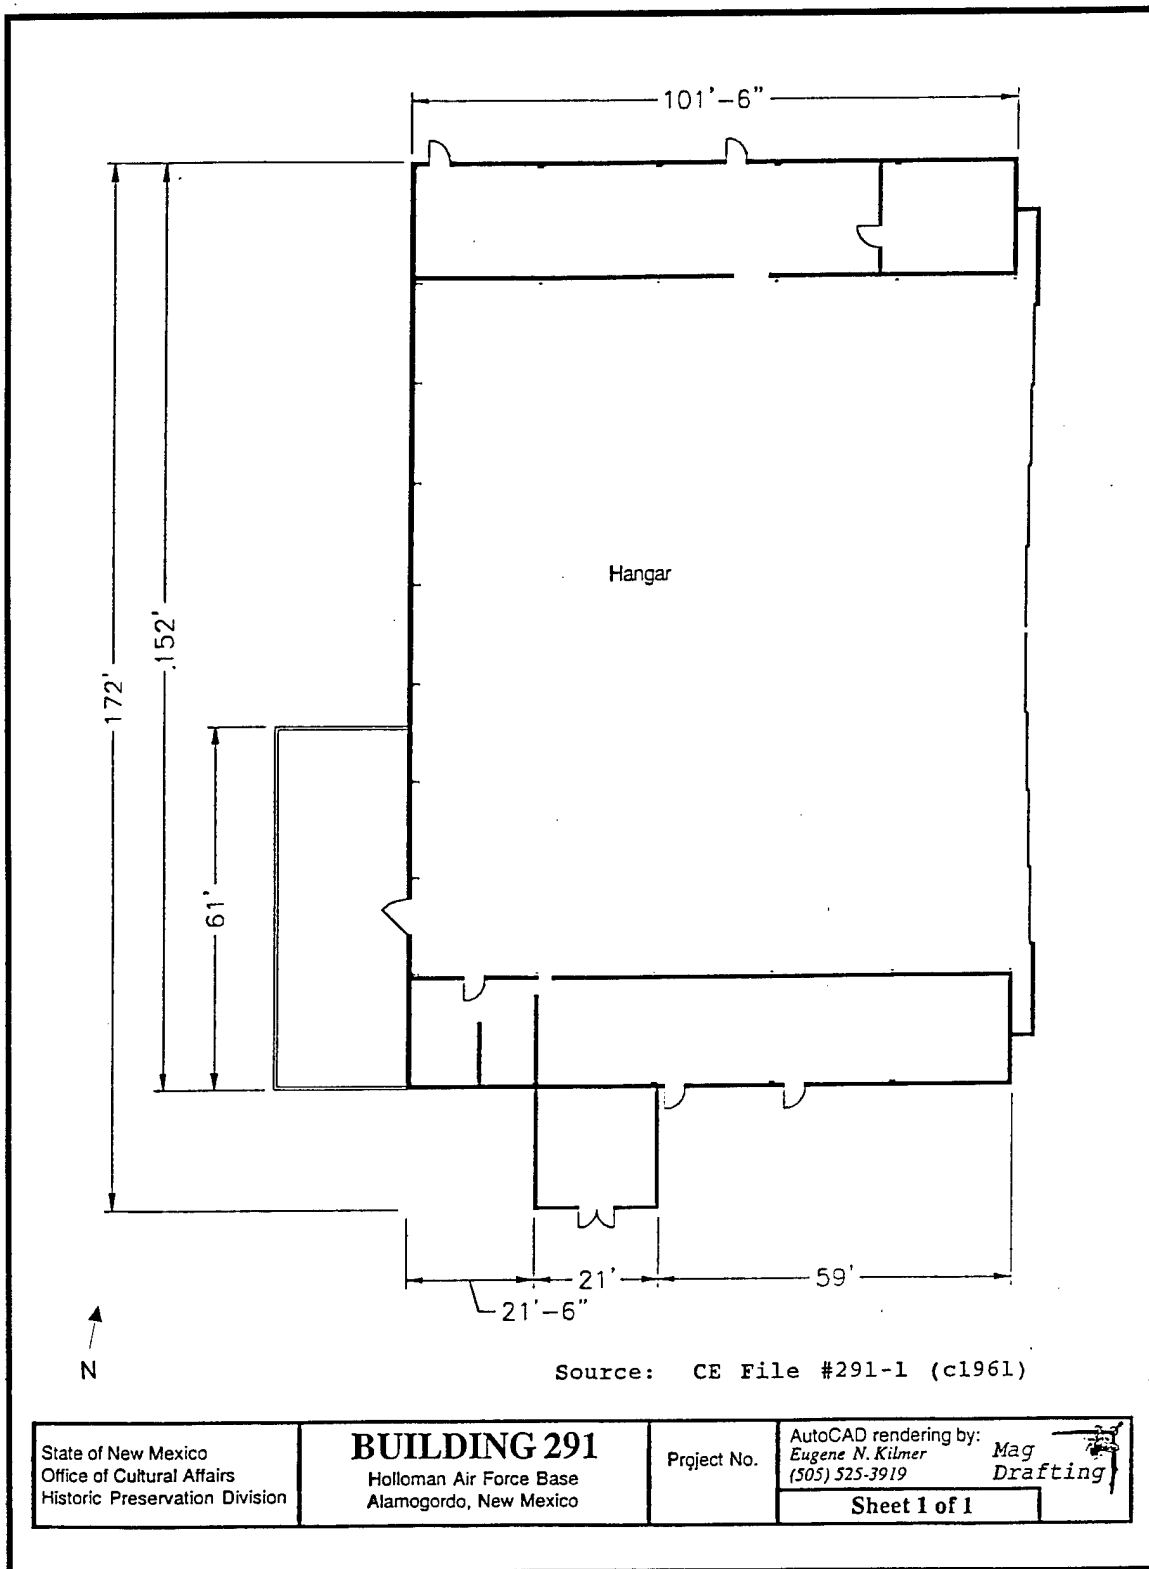 101'-6"
172'
152'
61'
Hangar
21'
59'
21'-6"
N
Source: CE File #291-1 (c1961)
State of New Mexico
Office of Cultural Affairs
Historic Preservation Division
BUILDING 291
Holloman Air Force Base
Alamogordo, New Mexico
Project No.
AutoCAD rendering by:
Eugene N. Kilmer
(505) 525-3919
Mag
Drafting
Sheet 1 of 1